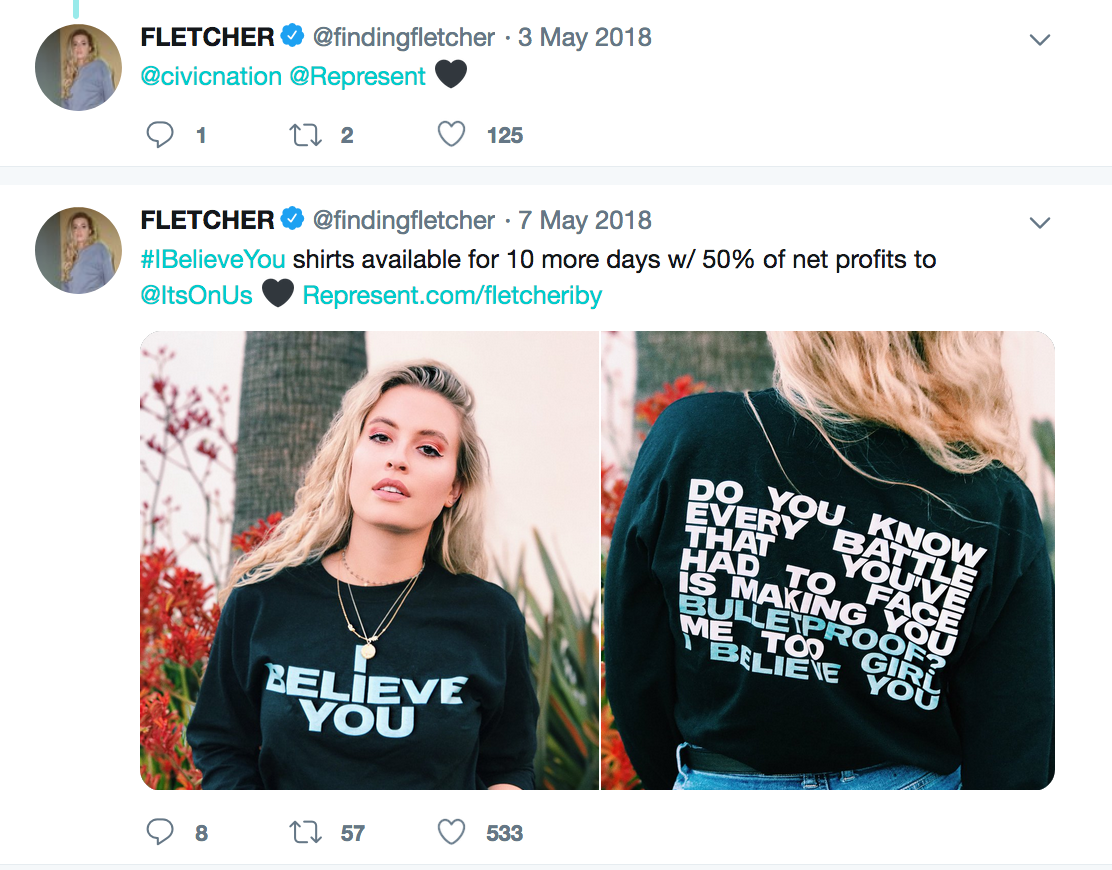 FLETCHER @findingfletcher · 3 May 2018
@civicnation @Represent 🖤
1 2 125
FLETCHER @findingfletcher · 7 May 2018
#IBelieveYou shirts available for 10 more days w/ 50% of net profits to
@ItsOnUs 🖤 Represent.com/fletcheriby
I
BELIEVE
YOU
DO YOU KNOW
EVERY BATTLE
THAT YOU'VE
HAD TO FACE
IS MAKING YOU
BULLETPROOF?
ME TOO GIRL
I BELIEVE YOU
8 57 533